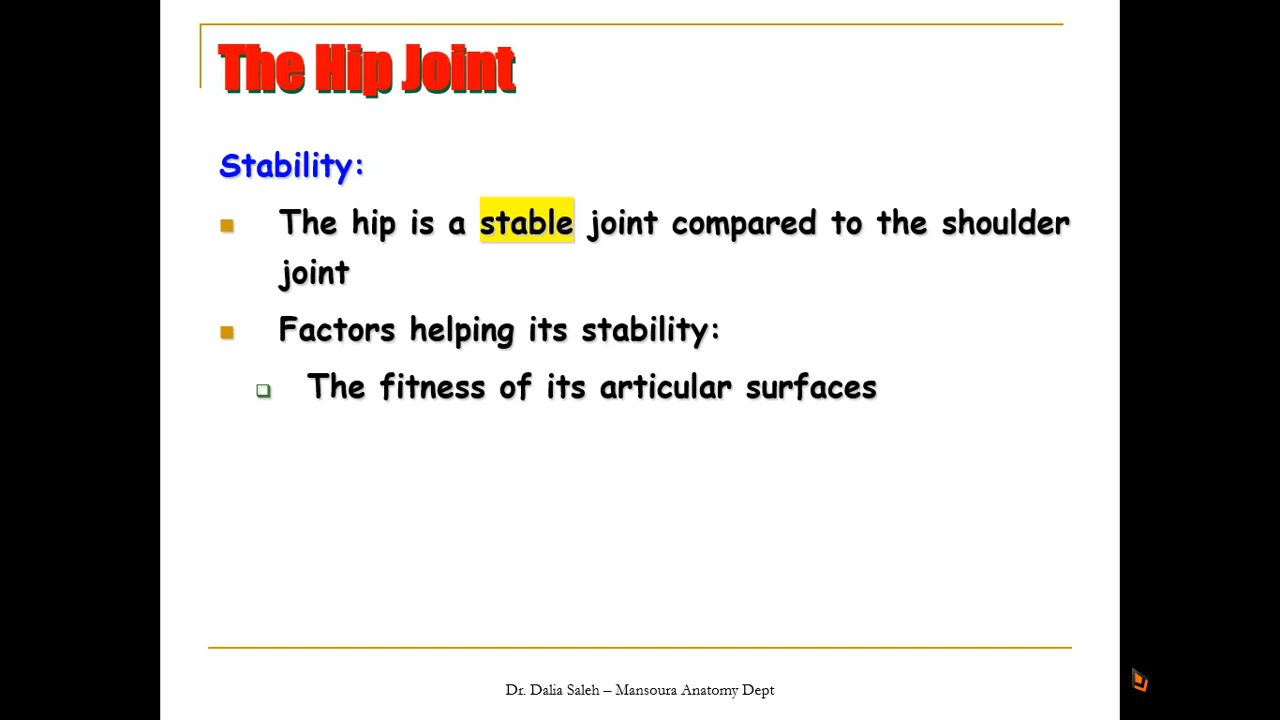 The Hip Joint
Stability:
The hip is a stable joint compared to the shoulder
joint
Factors helping its stability:
The fitness of its articular surfaces
Dr. Dalia Saleh – Mansoura Anatomy Dept